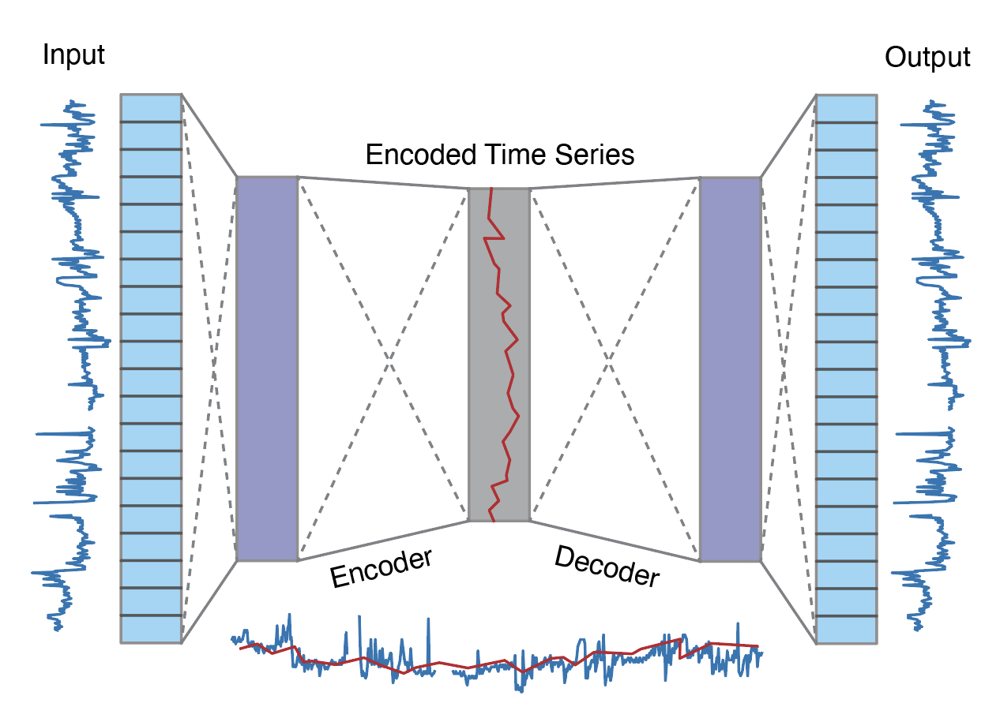 Input
Output
Encoded Time Series
Encoder
Decoder